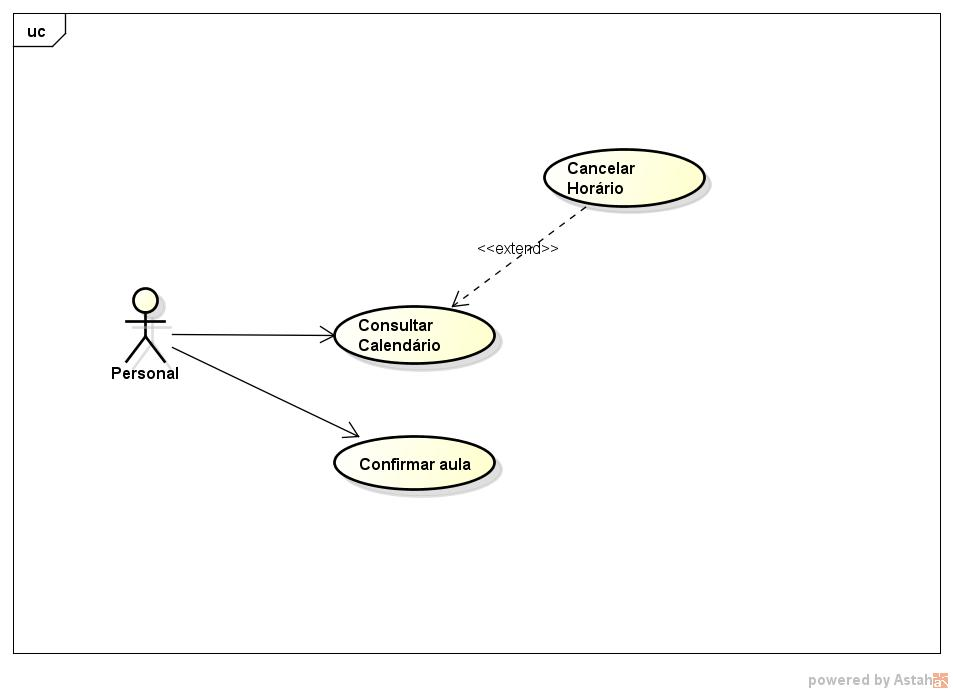 uc
Cancelar
Horário
<<extend>>
Consultar
Calendário
Personal
Confirmar aula
powered by Astah